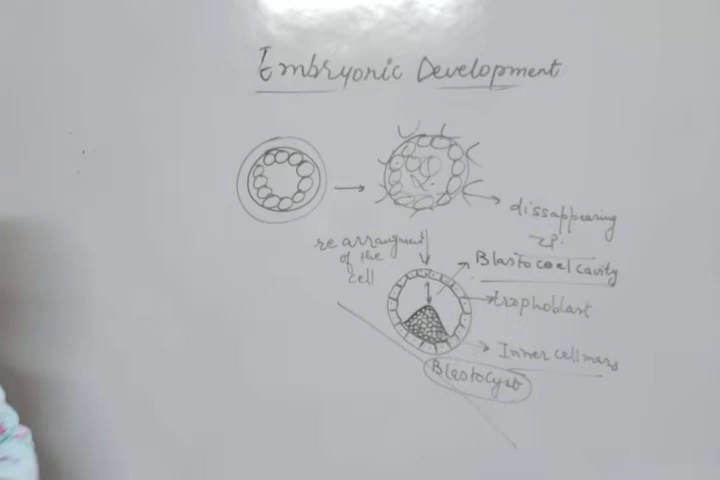 Embryonic Development
dissappearing
ZP.
re arrangment
of the
cell
Blastocoel cavity
trophoblast
Inner cell mass
Blastocyst